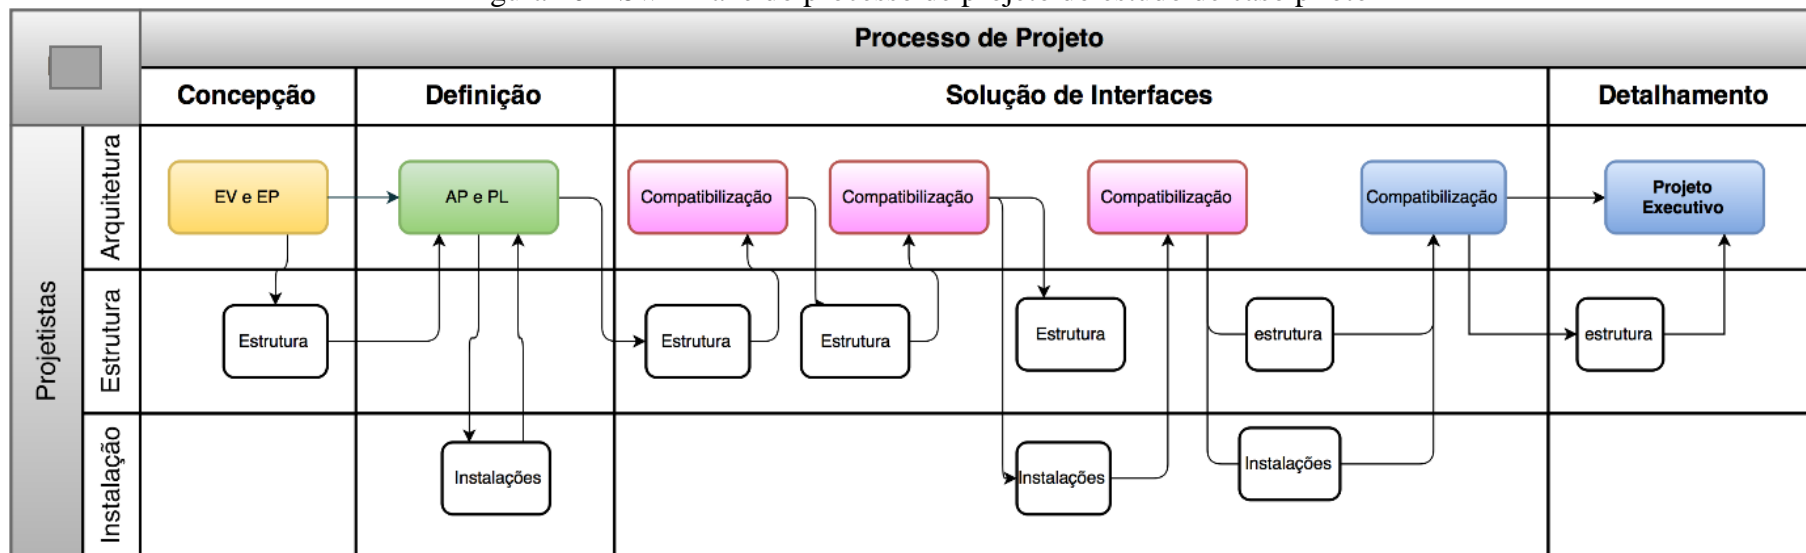 Processo de Projeto
Concepção
Definição
Solução de Interfaces
Detalhamento
Projetistas
Arquitetura
EV e EP
AP e PL
Compatibilização
Compatibilização
Compatibilização
Compatibilização
Projeto
Executivo
Estrutura
Estrutura
Estrutura
Estrutura
Estrutura
estrutura
estrutura
Instalação
Instalações
Instalações
Instalações